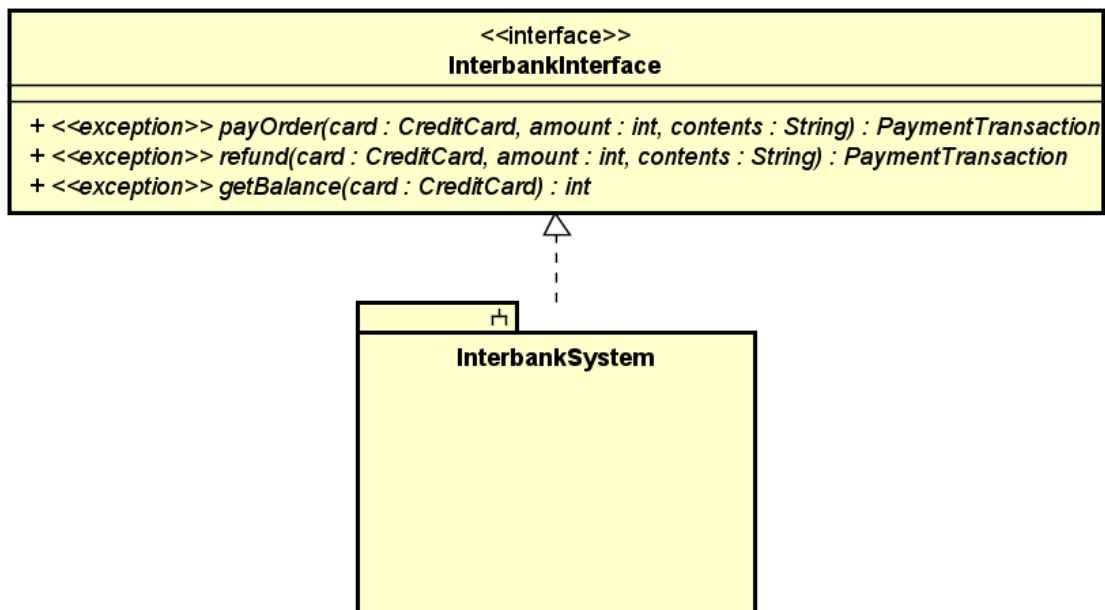 <<interface>>
InterbankInterface
+ <<exception>> payOrder(card : CreditCard, amount : int, contents : String) : PaymentTransaction
+ <<exception>> refund(card : CreditCard, amount : int, contents : String) : PaymentTransaction
+ <<exception>> getBalance(card : CreditCard) : int
InterbankSystem